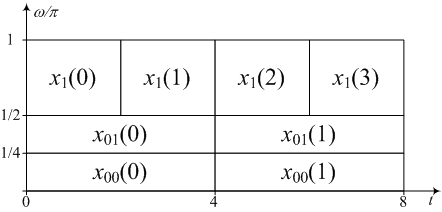 ω/π
1
x₁(0) x₁(1) x₁(2) x₁(3)
1/2
x₀₁(0) x₀₁(1)
1/4
x₀₀(0) x₀₀(1)
0 4 8 t